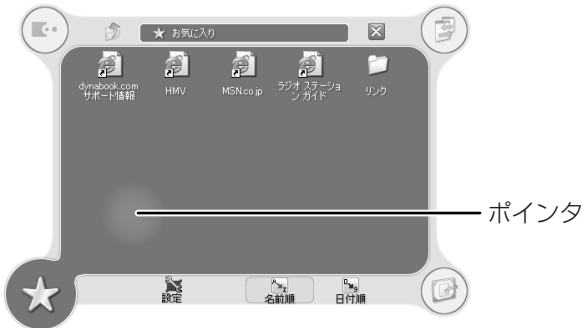 ★ お気に入り
dynabook.com
サポート情報
HMV
MSN.co.jp
ラジオ ステーショ
ン ガイド
リンク
ポインタ
設定
名前順
日付順